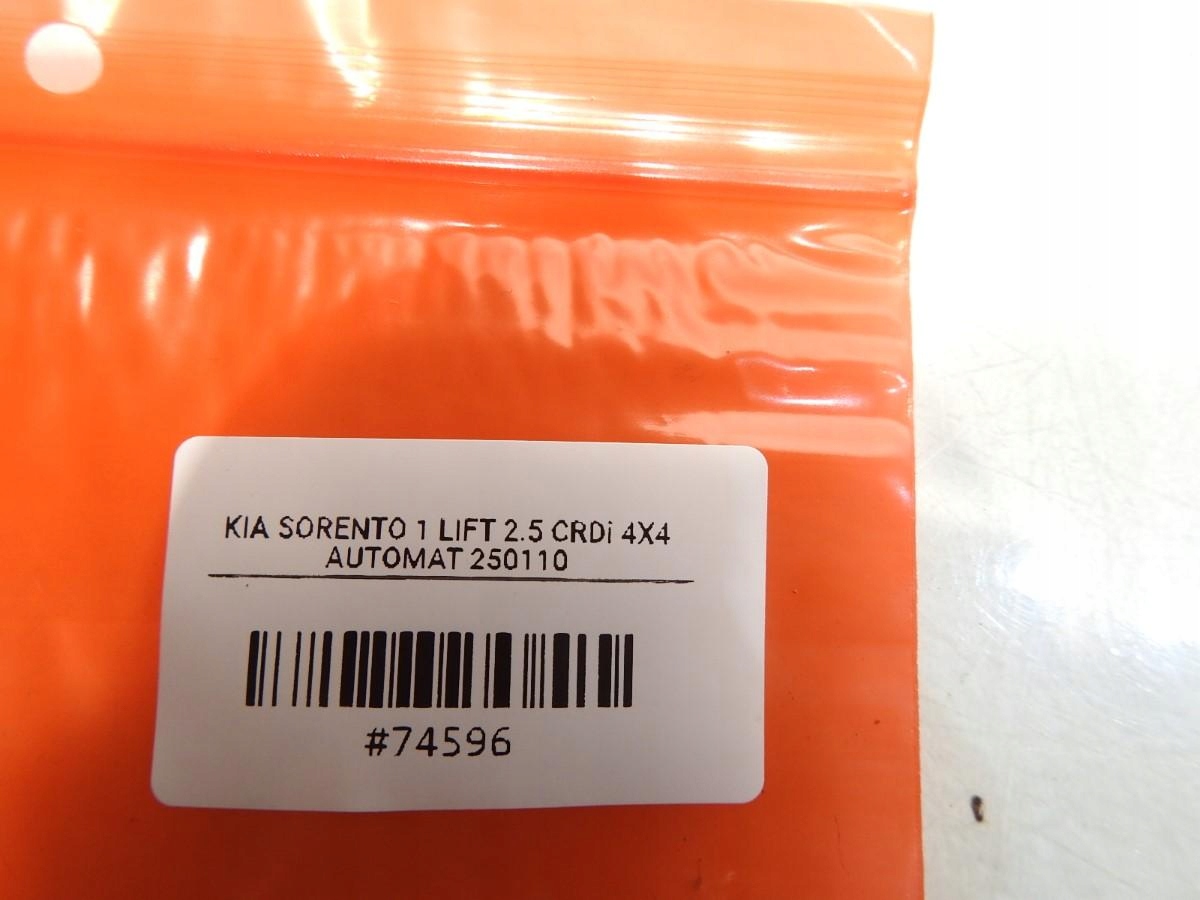 KIA SORENTO 1 LIFT 2.5 CRDi 4X4
AUTOMAT 250110
#74596